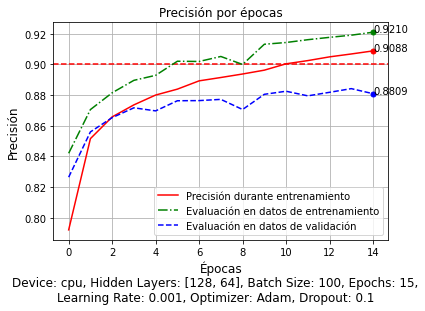 Precisión por épocas
Precisión
0.92
0.90
0.88
0.86
0.84
0.82
0.80
0.9210
0.9088
0.8809
Precisión durante entrenamiento
Evaluación en datos de entrenamiento
Evaluación en datos de validación
0 2 4 6 8 10 12 14
Épocas
Device: cpu, Hidden Layers: [128, 64], Batch Size: 100, Epochs: 15,
Learning Rate: 0.001, Optimizer: Adam, Dropout: 0.1